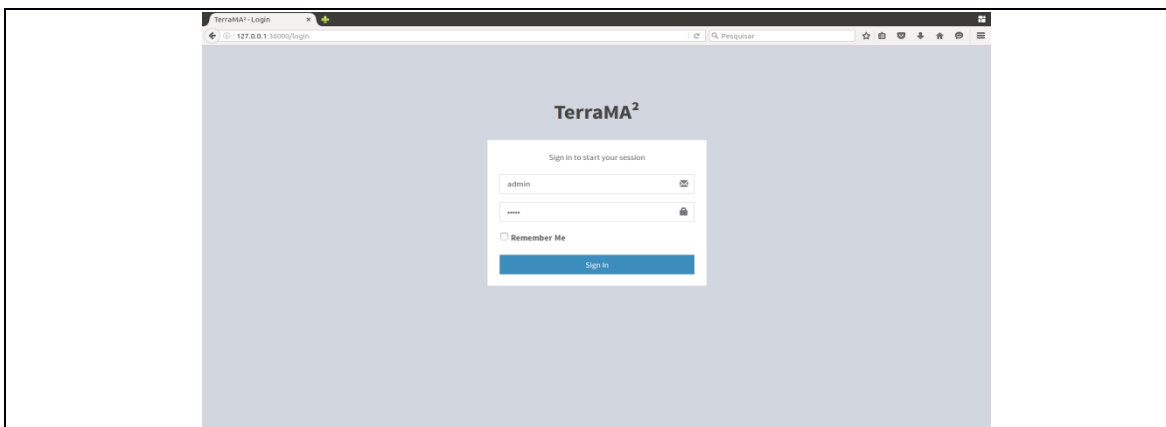 TerraMA² - Login
127.0.0.1:36000/login
Pesquisar
TerraMA²
Sign in to start your session
admin
•••••
Remember Me
Sign In